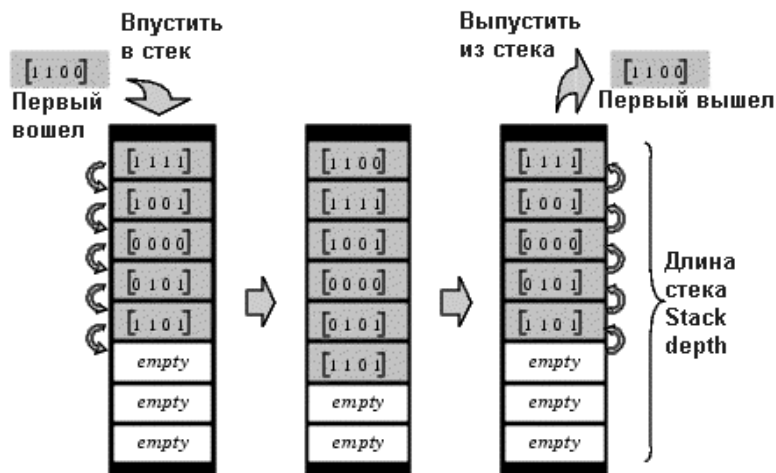 Впустить
в стек
[1 1 0 0]
Первый
вошел
Выпустить
из стека
[1 1 0 0]
Первый вышел
[1 1 1 1]
[1 0 0 1]
[0 0 0 0]
[0 1 0 1]
[1 1 0 1]
empty
empty
empty
[1 1 0 0]
[1 1 1 1]
[1 0 0 1]
[0 0 0 0]
[0 1 0 1]
[1 1 0 1]
empty
empty
[1 1 1 1]
[1 0 0 1]
[0 0 0 0]
[0 1 0 1]
[1 1 0 1]
empty
empty
empty
Длина
стека
Stack
depth